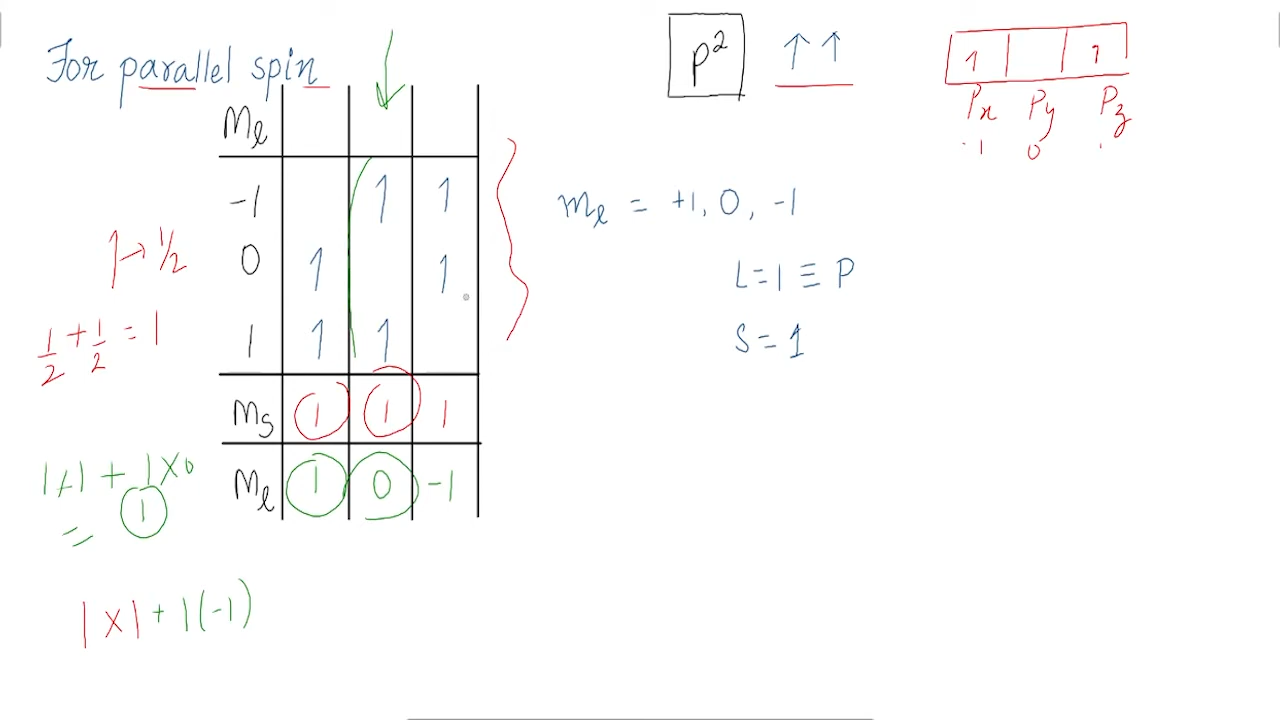 For parallel spin
P² ↑ ↑
1 1
Px Py Pz
-1 0
Mℓ
-1 1 1
0 1 1
1 1 1
Ms 1 1 1
Mℓ 1 0 -1
1 → 1/2
1/2 + 1/2 = 1
1×1 + 1×0
= 1
1×1 + 1(-1)
mℓ = +1, 0, -1
L = 1 ≡ P
S = 1